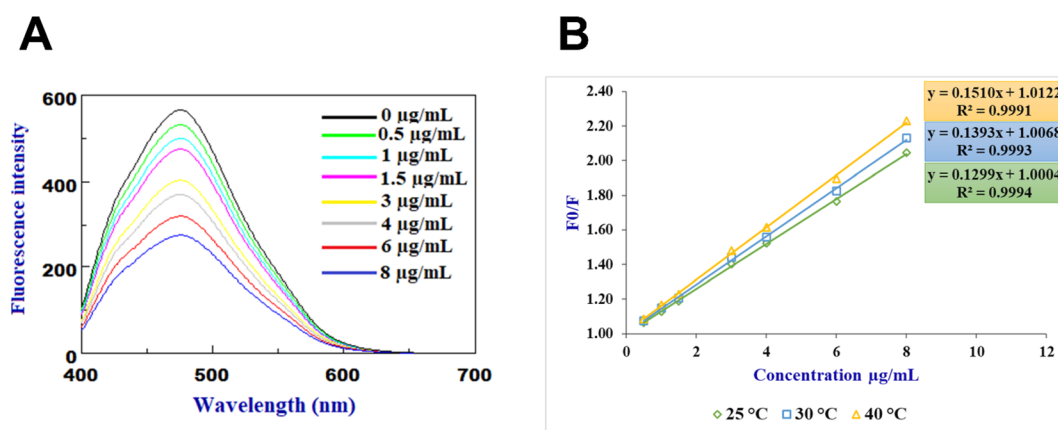 A
Fluorescence intensity
600
400
200
0
400
500
600
700
Wavelength (nm)
0 µg/mL
0.5 µg/mL
1 µg/mL
1.5 µg/mL
3 µg/mL
4 µg/mL
6 µg/mL
8 µg/mL
B
F0/F
2.40
2.20
2.00
1.80
1.60
1.40
1.20
1.00
0
2
4
6
8
10
12
Concentration µg/mL
y = 0.1510x + 1.0122
R² = 0.9991
y = 0.1393x + 1.0068
R² = 0.9993
y = 0.1299x + 1.0004
R² = 0.9994
25 °C 30 °C 40 °C